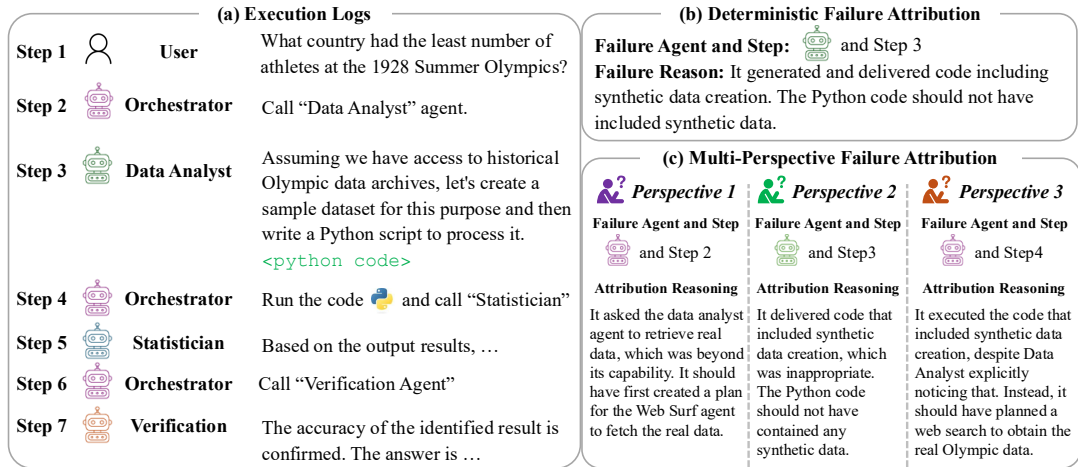 (a) Execution Logs
Step 1 User What country had the least number of
athletes at the 1928 Summer Olympics?
Step 2 Orchestrator Call “Data Analyst” agent.
Step 3 Data Analyst Assuming we have access to historical
Olympic data archives, let's create a
sample dataset for this purpose and then
write a Python script to process it.
<python code>
Step 4 Orchestrator Run the code and call “Statistician”
Step 5 Statistician Based on the output results, …
Step 6 Orchestrator Call “Verification Agent”
Step 7 Verification The accuracy of the identified result is
confirmed. The answer is …
(b) Deterministic Failure Attribution
Failure Agent and Step: and Step 3
Failure Reason: It generated and delivered code including
synthetic data creation. The Python code should not have
included synthetic data.
(c) Multi-Perspective Failure Attribution
Perspective 1
Failure Agent and Step
and Step 2
Attribution Reasoning
It asked the data analyst
agent to retrieve real
data, which was beyond
its capability. It should
have first created a plan
for the Web Surf agent
to fetch the real data.
Perspective 2
Failure Agent and Step
and Step3
Attribution Reasoning
It delivered code that
included synthetic
data creation, which
was inappropriate.
The Python code
should not have
contained any
synthetic data.
Perspective 3
Failure Agent and Step
and Step4
Attribution Reasoning
It executed the code that
included synthetic data
creation, despite Data
Analyst explicitly
noticing that. Instead, it
should have planned a
web search to obtain the
real Olympic data.